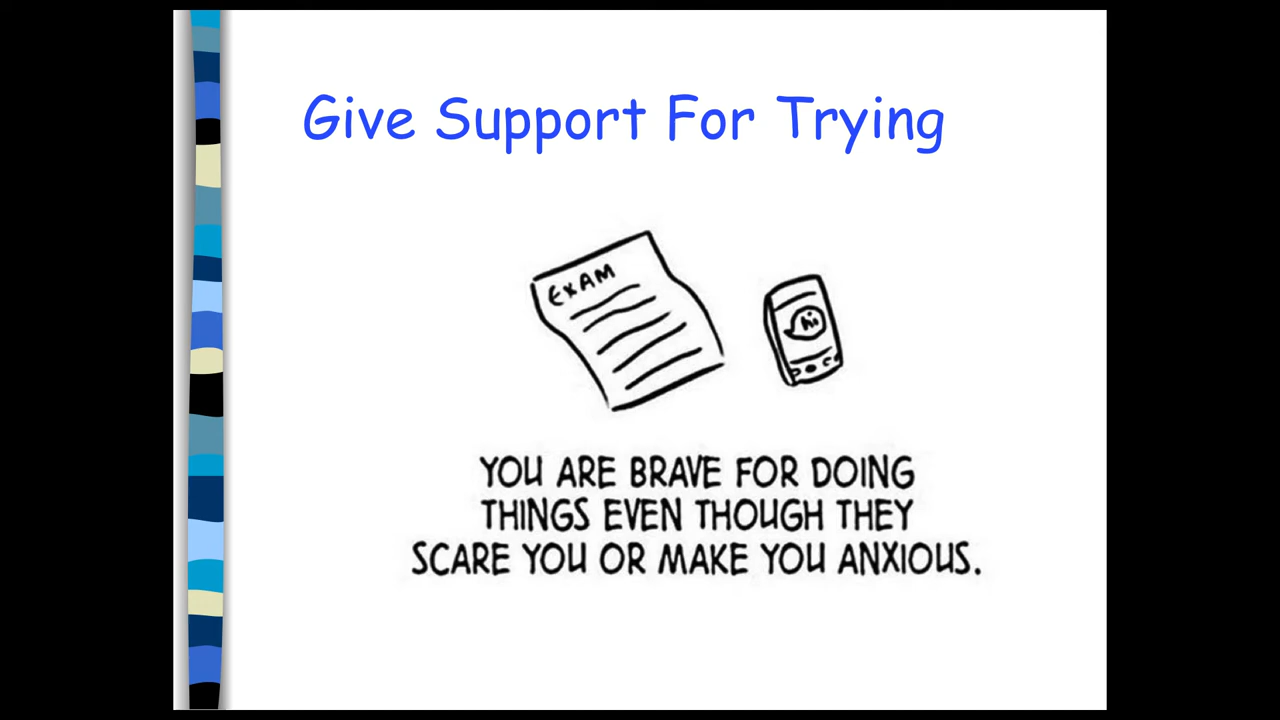 Give Support For Trying
EXAM
hi
YOU ARE BRAVE FOR DOING
THINGS EVEN THOUGH THEY
SCARE YOU OR MAKE YOU ANXIOUS.